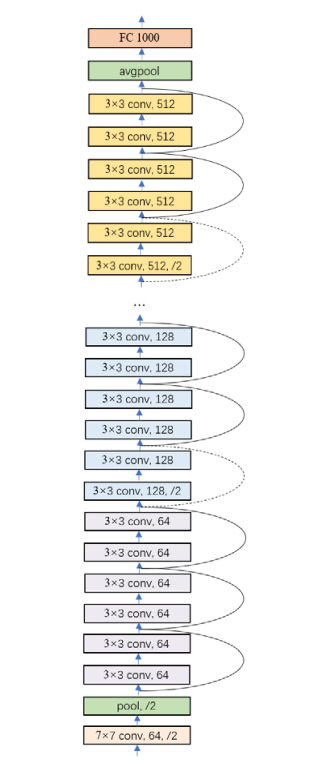 FC 1000
avgpool
3×3 conv, 512
3×3 conv, 512
3×3 conv, 512
3×3 conv, 512
3×3 conv, 512
3×3 conv, 512, /2
...
3×3 conv, 128
3×3 conv, 128
3×3 conv, 128
3×3 conv, 128
3×3 conv, 128
3×3 conv, 128, /2
3×3 conv, 64
3×3 conv, 64
3×3 conv, 64
3×3 conv, 64
3×3 conv, 64
3×3 conv, 64
pool, /2
7×7 conv, 64, /2